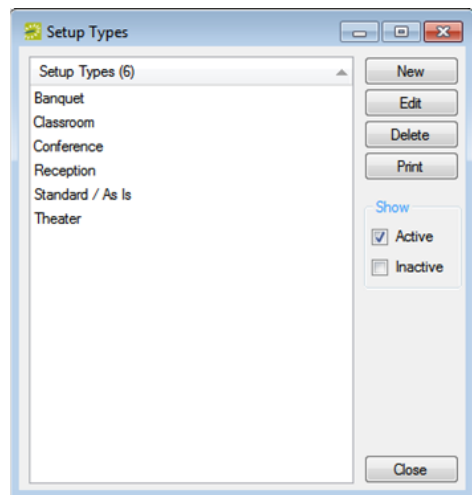 Setup Types
Setup Types (6)
Banquet
Classroom
Conference
Reception
Standard / As Is
Theater
New
Edit
Delete
Print
Show
Active
Inactive
Close